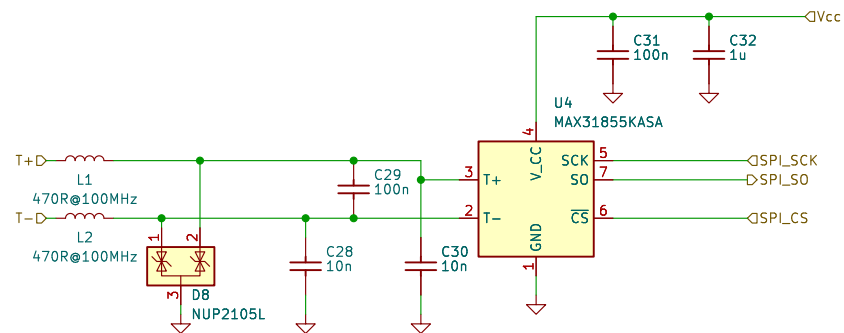 Vcc
C31
100n
C32
1u
U4
MAX31855KASA
4
V_CC
T+
L1
470R@100MHz
C29
100n
3
T+
SCK
5
SPI_SCK
SO
7
SPI_SO
T-
L2
470R@100MHz
2
T-
CS
6
SPI_CS
1
2
C28
10n
C30
10n
GND
1
3
D8
NUP2105L